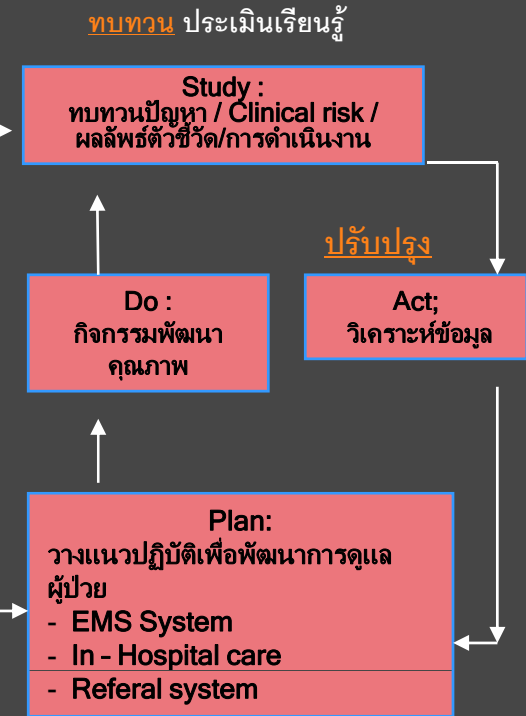 ทบทวน ประเมินเรียนรู้
Study :
ทบทวนปัญหา / Clinical risk /
ผลลัพธ์ตัวชี้วัด/การดำเนินงาน
ปรับปรุง
Do :
กิจกรรมพัฒนา
คุณภาพ
Act;
วิเคราะห์ข้อมูล
Plan:
วางแนวปฏิบัติเพื่อพัฒนาการดูแล
ผู้ป่วย
- EMS System
- In – Hospital care
- Referal system